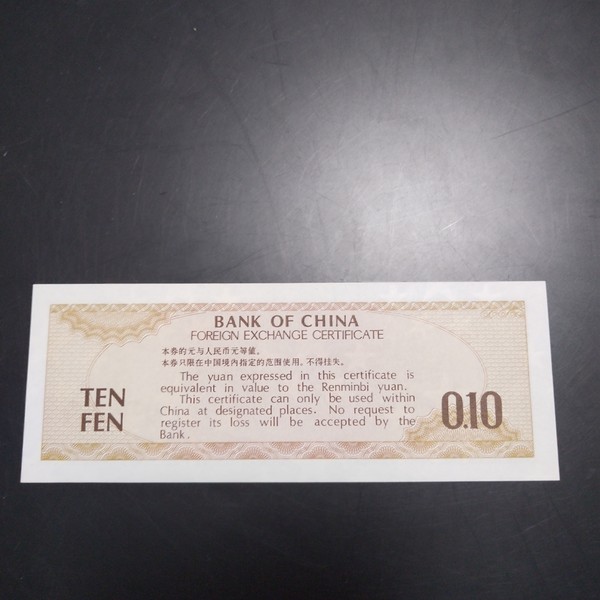 BANK OF CHINA
FOREIGN EXCHANGE CERTIFICATE
本券的元与人民币元等值。
本券只限在中国境内指定的范围使用，不得挂失。
The yuan expressed in this certificate is
equivalent in value to the Renminbi yuan.
This certificate can only be used within
China at designated places. No request to
register its loss will be accepted by the
Bank.
TEN
FEN
0.10